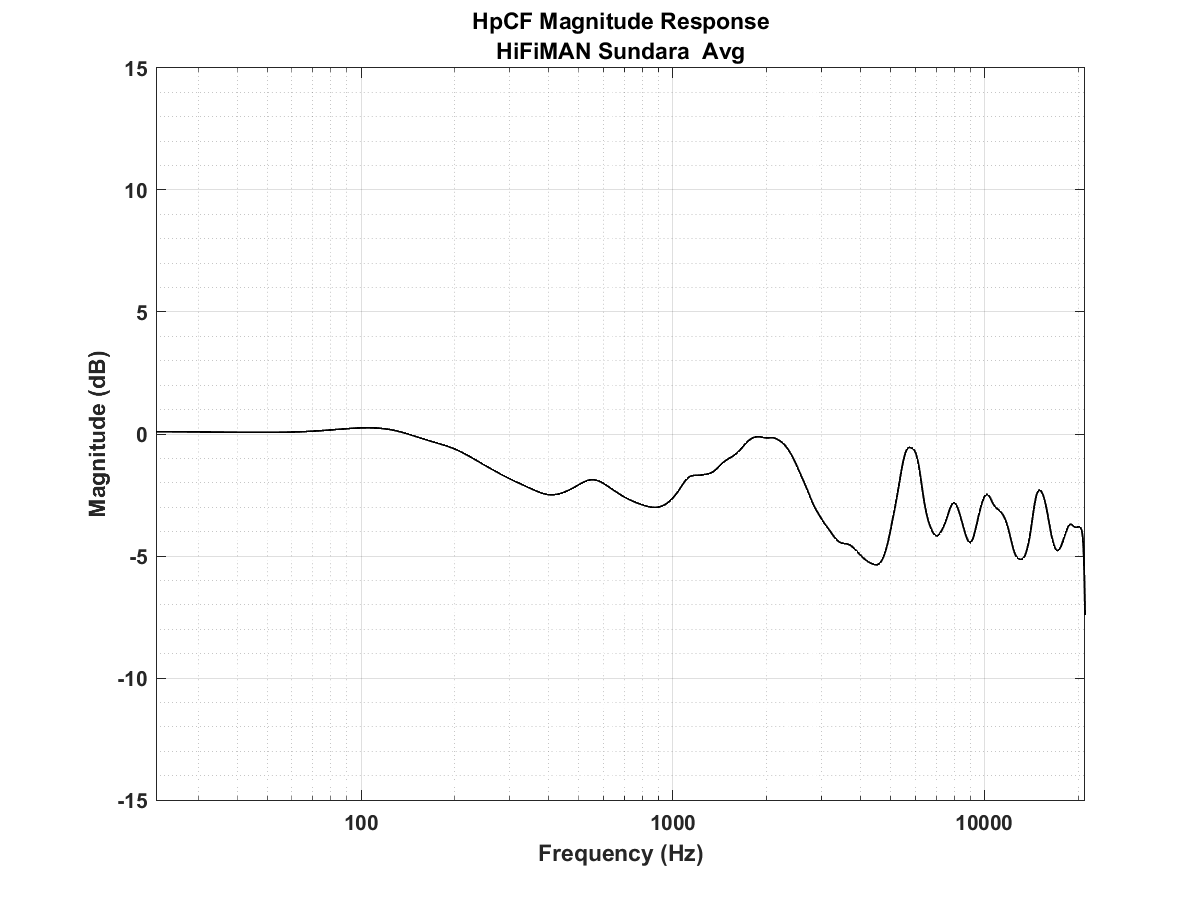 HpCF Magnitude Response
HiFiMAN Sundara  Avg
15
10
5
0
-5
-10
-15
Magnitude (dB)
100
1000
10000
Frequency (Hz)